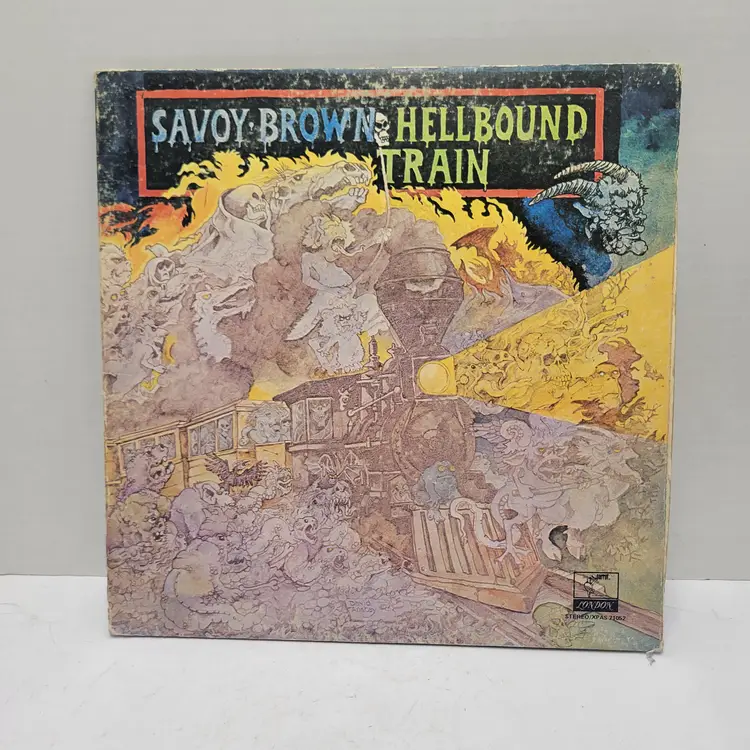 SAVOY BROWN HELLBOUND
TRAIN
LONDON
STEREO/XPAS 71052